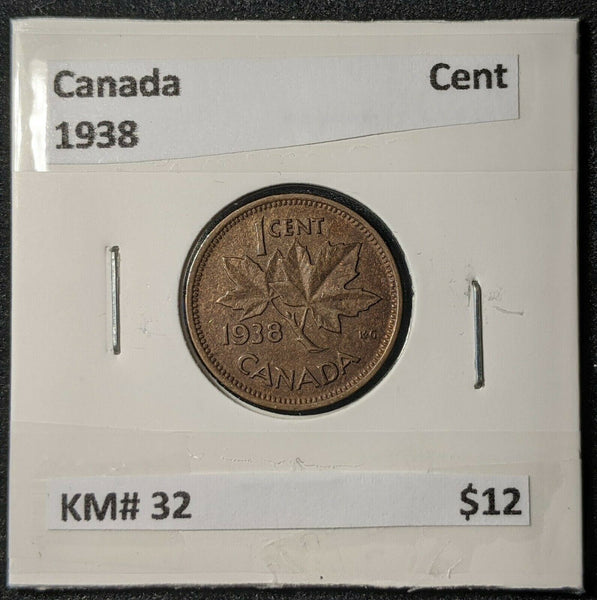 Canada Cent
1938
1 CENT
1938 KG
CANADA
KM# 32 $12